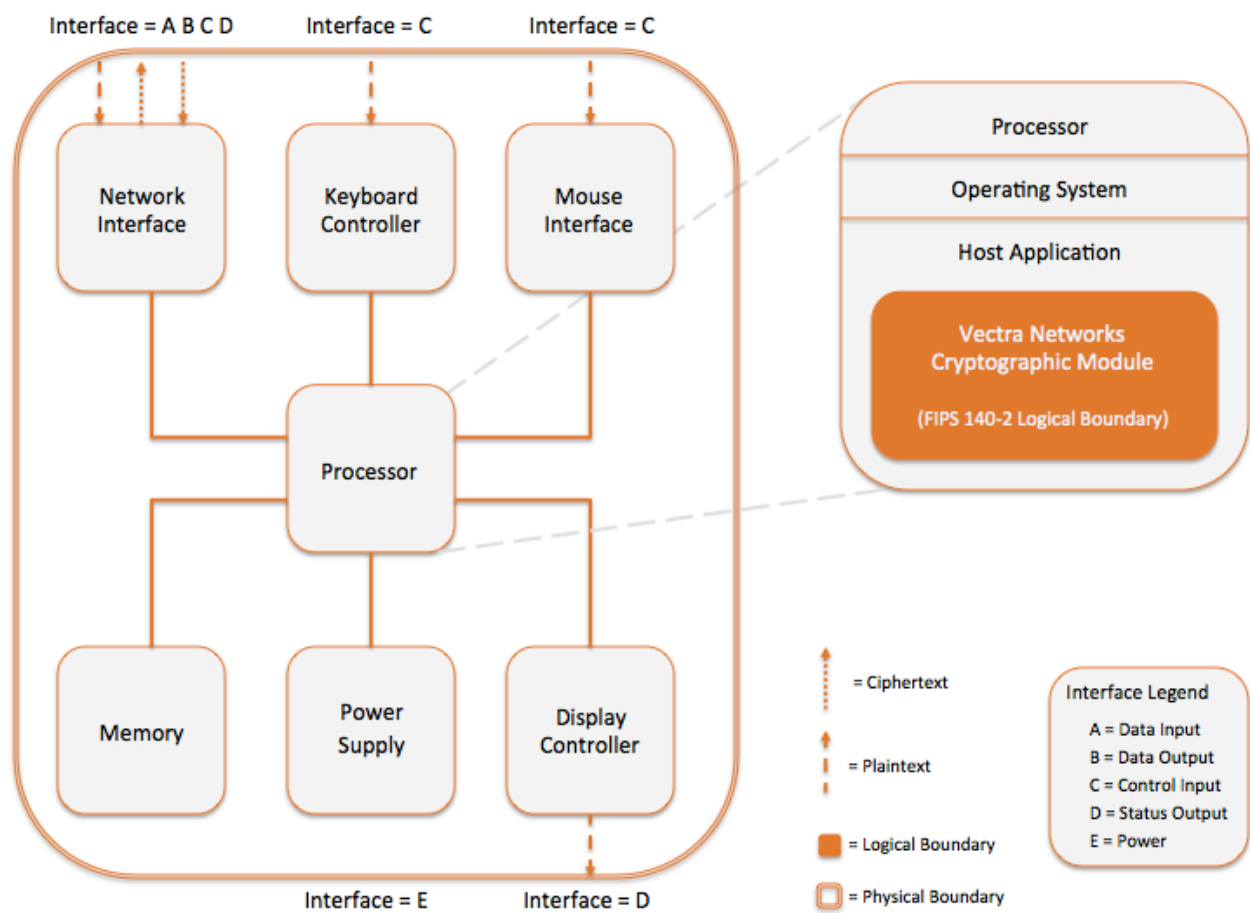 Interface = A B C D
Interface = C
Interface = C
Network
Interface
Keyboard
Controller
Mouse
Interface
Processor
Memory
Power
Supply
Display
Controller
Interface = E
Interface = D
Processor
Operating System
Host Application
Vectra Networks
Cryptographic Module
(FIPS 140-2 Logical Boundary)
= Ciphertext
= Plaintext
= Logical Boundary
= Physical Boundary
Interface Legend
A = Data Input
B = Data Output
C = Control Input
D = Status Output
E = Power